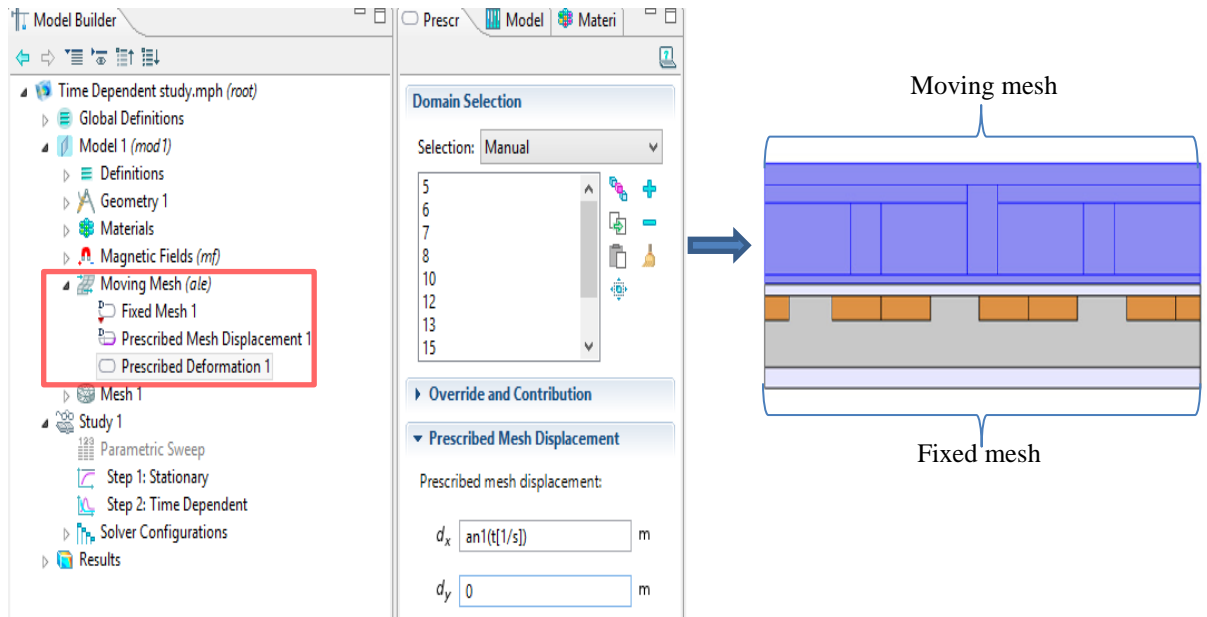 Model Builder
Time Dependent study.mph (root)
Global Definitions
Model 1 (mod1)
Definitions
Geometry 1
Materials
Magnetic Fields (mf)
Moving Mesh (ale)
Fixed Mesh 1
Prescribed Mesh Displacement 1
Prescribed Deformation 1
Mesh 1
Study 1
Parametric Sweep
Step 1: Stationary
Step 2: Time Dependent
Solver Configurations
Results
Prescr Model Materi
Domain Selection
Selection: Manual
5
6
7
8
10
12
13
15
Override and Contribution
Prescribed Mesh Displacement
Prescribed mesh displacement:
dx an1(t[1/s]) m
dy 0 m
Moving mesh
Fixed mesh